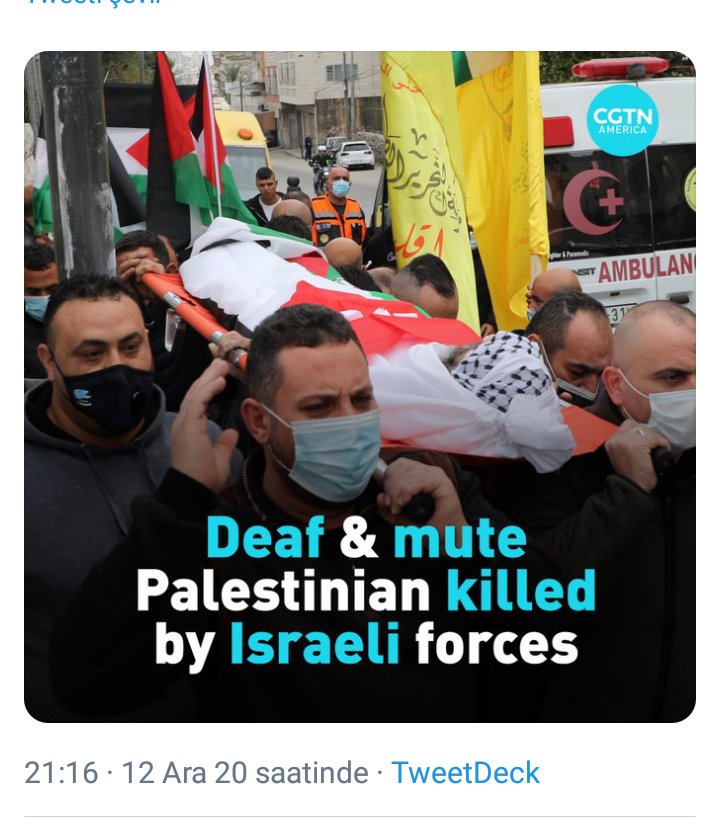 CGTN
AMERICA
AMBULAN
Deaf & mute
Palestinian killed
by Israeli forces
21:16 · 12 Ara 20 saatinde · TweetDeck